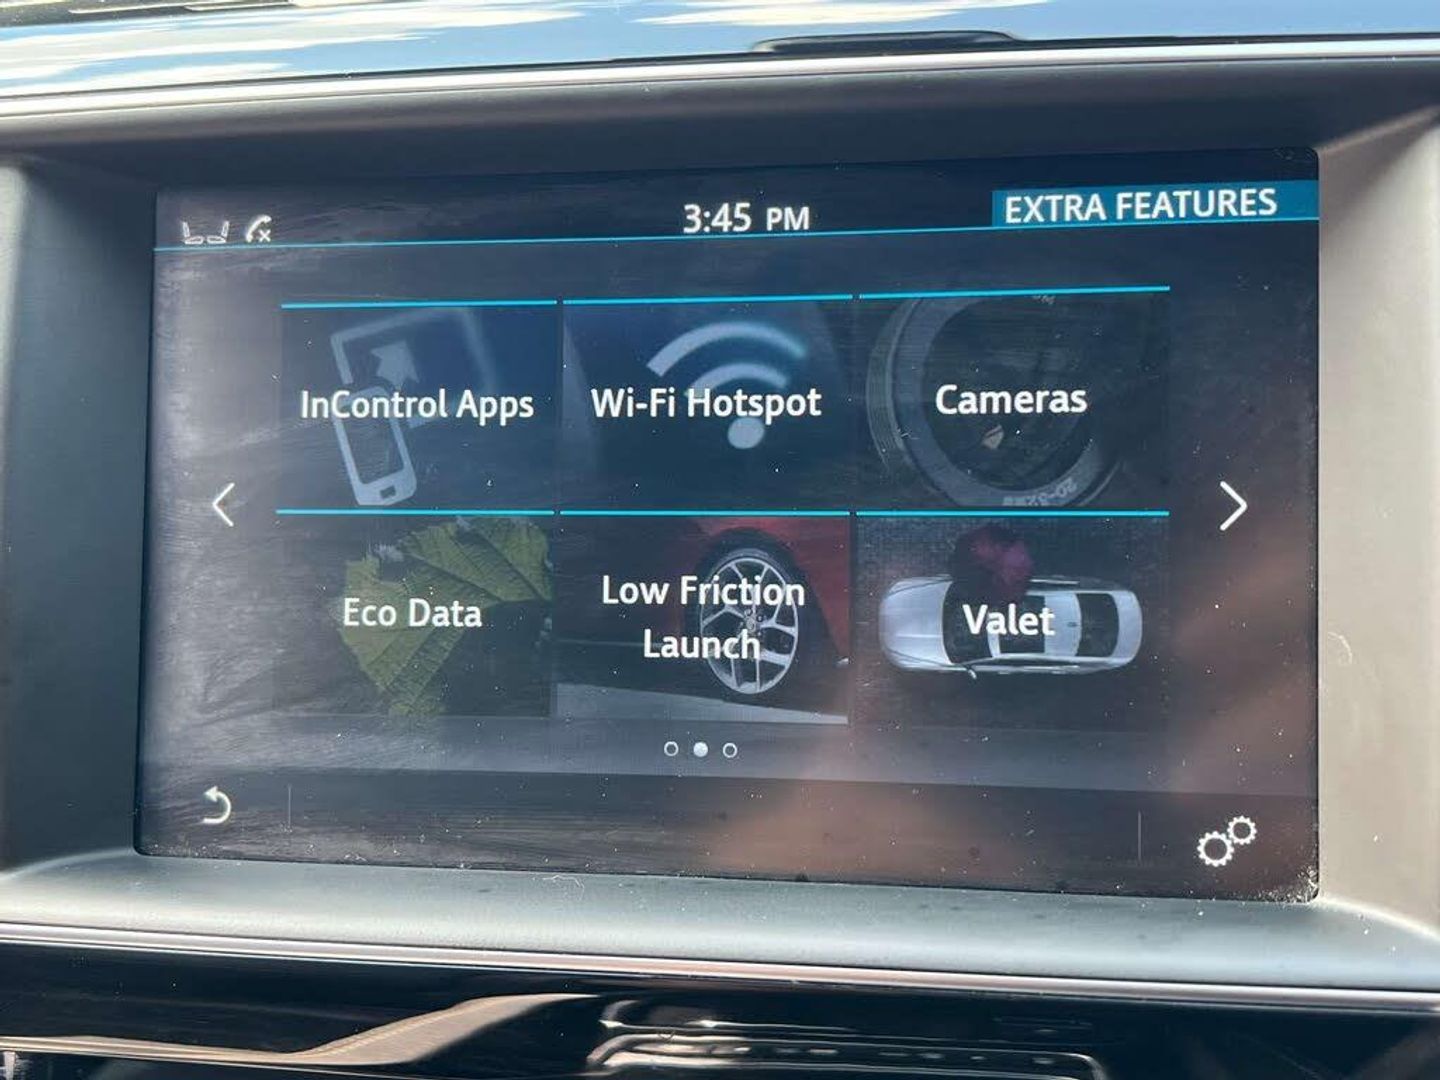 3:45 PM
EXTRA FEATURES
InControl Apps
Wi-Fi Hotspot
Cameras
Eco Data
Low Friction
Launch
Valet